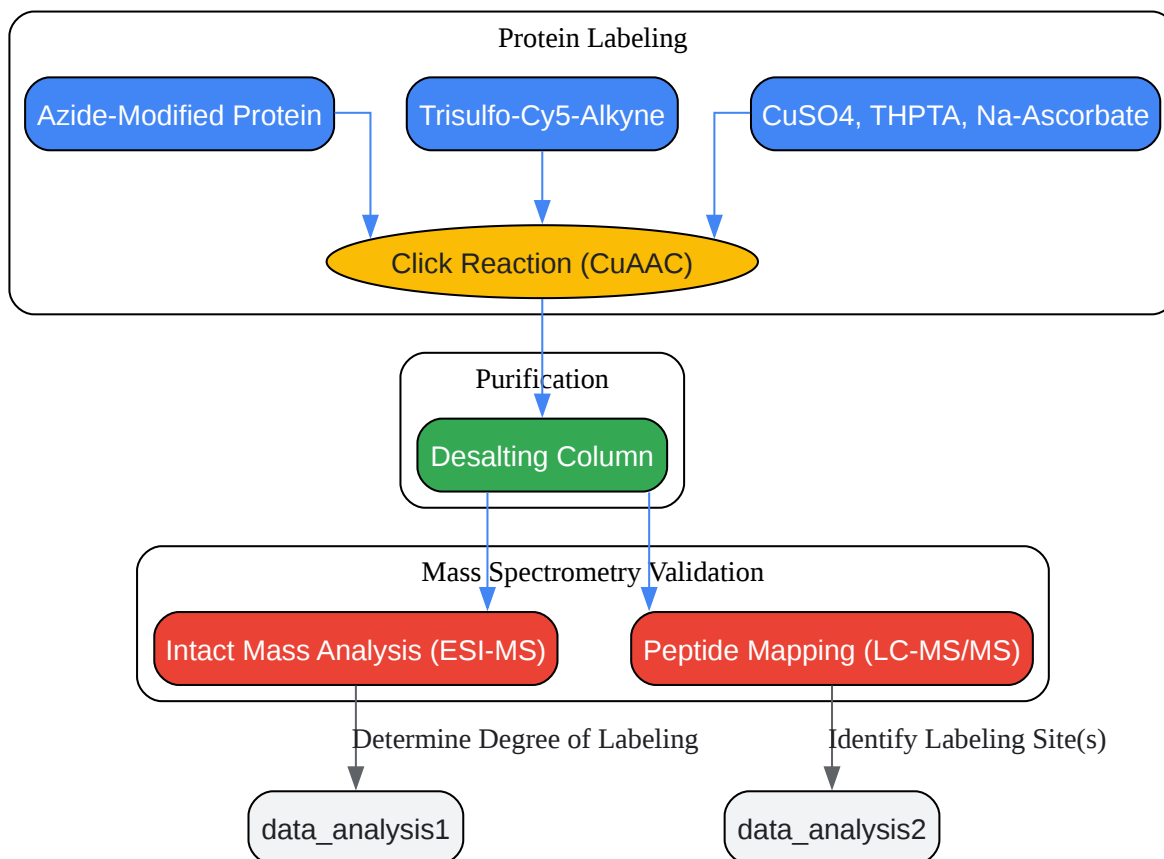 Protein Labeling
Azide-Modified Protein
Trisulfo-Cy5-Alkyne
CuSO4, THPTA, Na-Ascorbate
Click Reaction (CuAAC)
Purification
Desalting Column
Mass Spectrometry Validation
Intact Mass Analysis (ESI-MS)
Peptide Mapping (LC-MS/MS)
Determine Degree of Labeling
Identify Labeling Site(s)
data_analysis1
data_analysis2